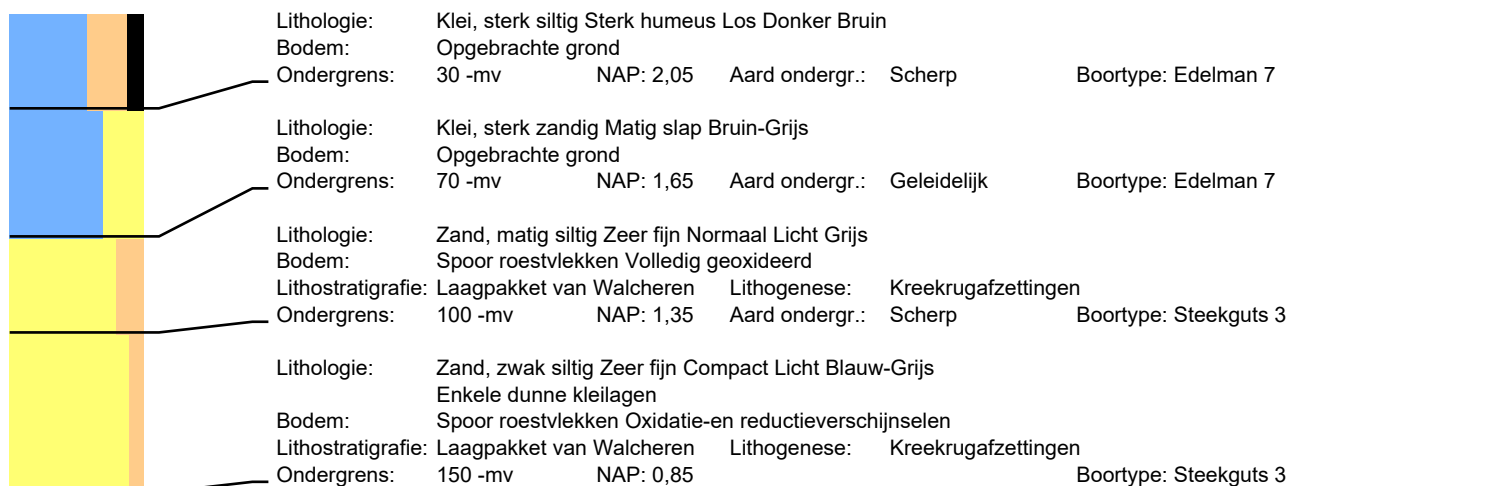 Lithologie: Klei, sterk siltig Sterk humeus Los Donker Bruin
Bodem: Opgebrachte grond
Ondergrens: 30 -mv NAP: 2,05 Aard ondergr.: Scherp Boortype: Edelman 7
Lithologie: Klei, sterk zandig Matig slap Bruin-Grijs
Bodem: Opgebrachte grond
Ondergrens: 70 -mv NAP: 1,65 Aard ondergr.: Geleidelijk Boortype: Edelman 7
Lithologie: Zand, matig siltig Zeer fijn Normaal Licht Grijs
Bodem: Spoor roestvlekken Volledig geoxideerd
Lithostratigrafie: Laagpakket van Walcheren Lithogenese: Kreekrugafzettingen
Ondergrens: 100 -mv NAP: 1,35 Aard ondergr.: Scherp Boortype: Steekguts 3
Lithologie: Zand, zwak siltig Zeer fijn Compact Licht Blauw-Grijs
Enkele dunne kleilagen
Bodem: Spoor roestvlekken Oxidatie-en reductieverschijnselen
Lithostratigrafie: Laagpakket van Walcheren Lithogenese: Kreekrugafzettingen
Ondergrens: 150 -mv NAP: 0,85 Boortype: Steekguts 3